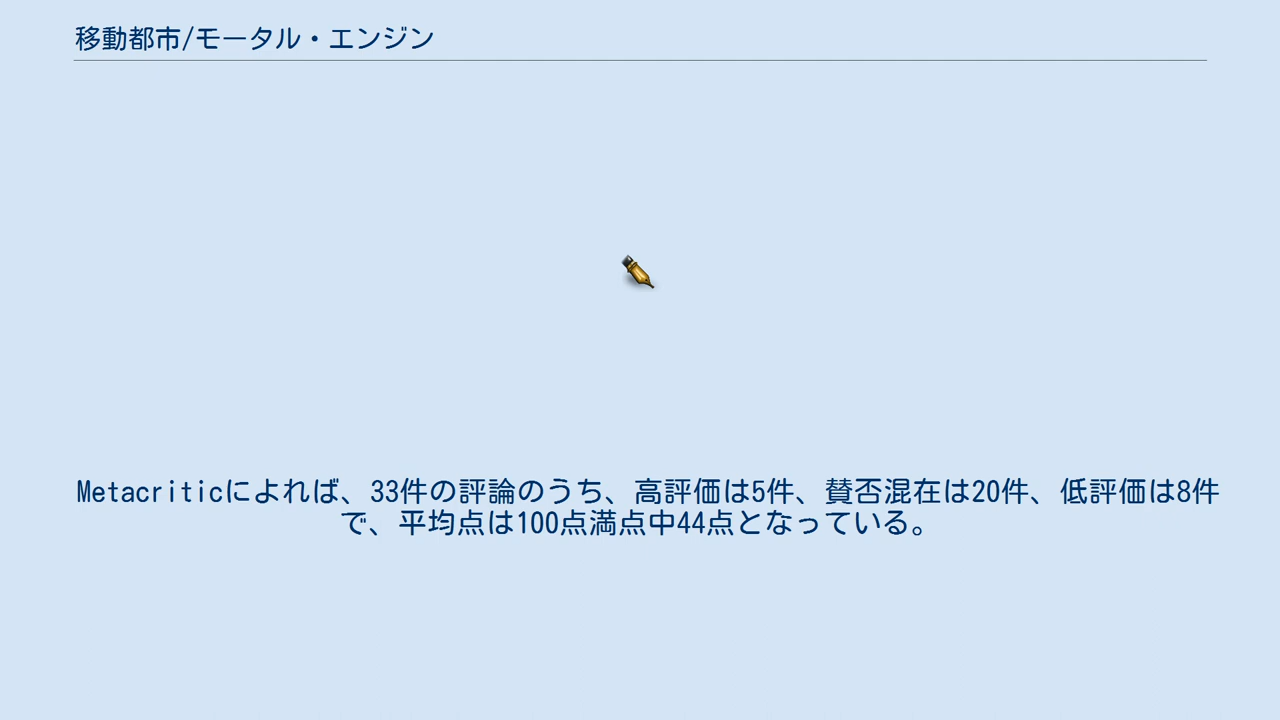 移動都市/モータル・エンジン
Metacriticによれば、33件の評論のうち、高評価は5件、賛否混在は20件、低評価は8件
で、平均点は100点満点中44点となっている。